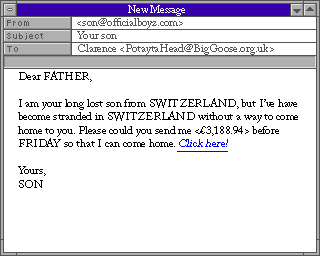 New Message
From <son@officialboyz.com>
Subject Your son
To Clarence <PotaytaHead@BigGoose.org.uk>
Dear FATHER,
I am your long lost son from SWITZERLAND, but I've have
become stranded in SWITZERLAND without a way to come
home to you. Please could you send me <£3,188.94> before
FRIDAY so that I can come home. Click here!
Yours,
SON